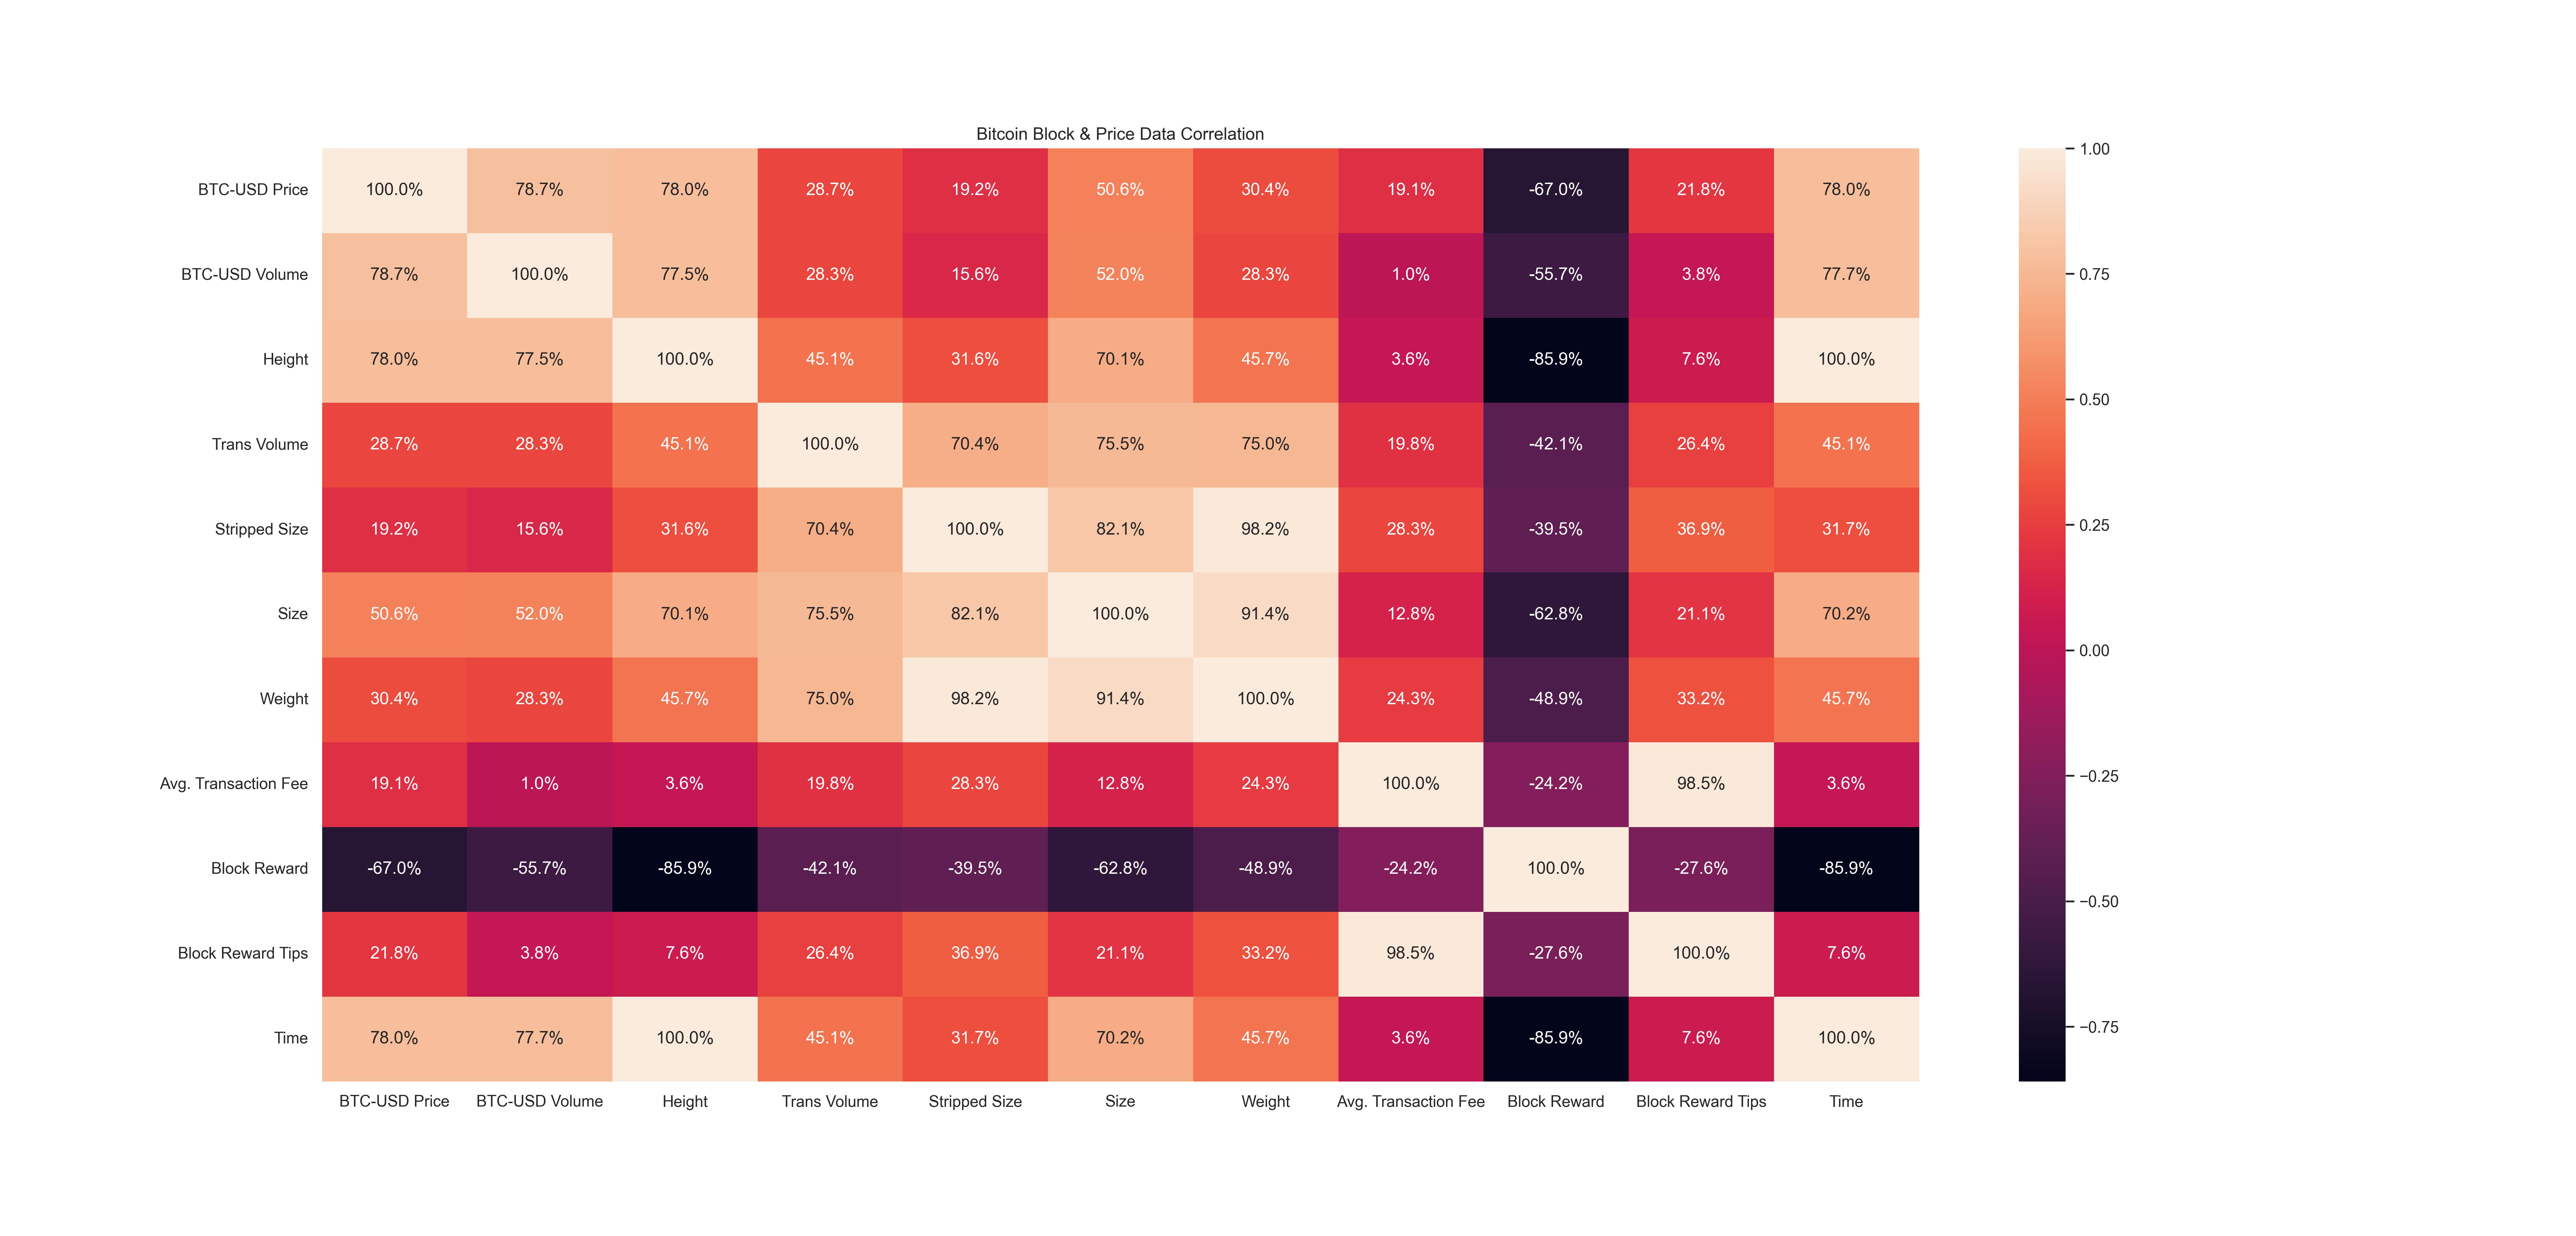 Bitcoin Block & Price Data Correlation
BTC-USD Price 100.0% 78.7% 78.0% 28.7% 19.2% 50.6% 30.4% 19.1% -67.0% 21.8% 78.0%
BTC-USD Volume 78.7% 100.0% 77.5% 28.3% 15.6% 52.0% 28.3% 1.0% -55.7% 3.8% 77.7%
Height 78.0% 77.5% 100.0% 45.1% 31.6% 70.1% 45.7% 3.6% -85.9% 7.6% 100.0%
Trans Volume 28.7% 28.3% 45.1% 100.0% 70.4% 75.5% 75.0% 19.8% -42.1% 26.4% 45.1%
Stripped Size 19.2% 15.6% 31.6% 70.4% 100.0% 82.1% 98.2% 28.3% -39.5% 36.9% 31.7%
Size 50.6% 52.0% 70.1% 75.5% 82.1% 100.0% 91.4% 12.8% -62.8% 21.1% 70.2%
Weight 30.4% 28.3% 45.7% 75.0% 98.2% 91.4% 100.0% 24.3% -48.9% 33.2% 45.7%
Avg. Transaction Fee 19.1% 1.0% 3.6% 19.8% 28.3% 12.8% 24.3% 100.0% -24.2% 98.5% 3.6%
Block Reward -67.0% -55.7% -85.9% -42.1% -39.5% -62.8% -48.9% -24.2% 100.0% -27.6% -85.9%
Block Reward Tips 21.8% 3.8% 7.6% 26.4% 36.9% 21.1% 33.2% 98.5% -27.6% 100.0% 7.6%
Time 78.0% 77.7% 100.0% 45.1% 31.7% 70.2% 45.7% 3.6% -85.9% 7.6% 100.0%
BTC-USD Price BTC-USD Volume Height Trans Volume Stripped Size Size Weight Avg. Transaction Fee Block Reward Block Reward Tips Time
1.00
0.75
0.50
0.25
0.00
−0.25
−0.50
−0.75